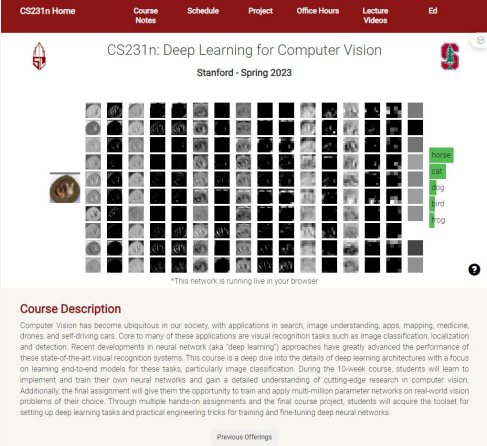 CS231n Home Course Notes Schedule Project Office Hours Lecture Videos Ed
CS231n: Deep Learning for Computer Vision
Stanford - Spring 2023
horse
cat
dog
bird
frog
*This network is running live in your browser
Course Description
Computer Vision has become ubiquitous in our society, with applications in search, image understanding, apps, mapping, medicine,
drones, and self-driving cars. Core to many of these applications are visual recognition tasks such as image classification, localization
and detection. Recent developments in neural network (aka "deep learning") approaches have greatly advanced the performance of
these state-of-the-art visual recognition systems. This course is a deep dive into the details of deep learning architectures with a focus
on learning end-to-end models for these tasks, particularly image classification. During the 10-week course, students will learn to
implement and train their own neural networks and gain a detailed understanding of cutting-edge research in computer vision.
Additionally, the final assignment will give them the opportunity to train and apply multi-million parameter networks on real-world vision
problems of their choice. Through multiple hands-on assignments and the final course project, students will acquire the toolset for
setting up deep learning tasks and practical engineering tricks for training and fine-tuning deep neural networks.
Previous Offerings